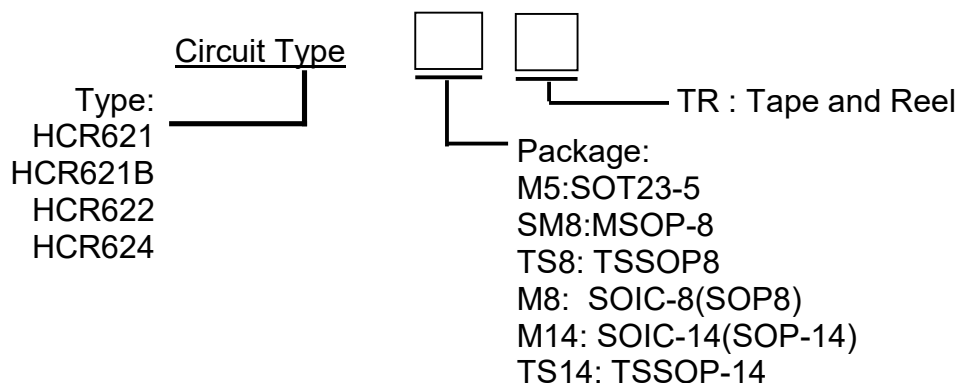 Circuit Type
Type:
HCR621
HCR621B
HCR622
HCR624
TR : Tape and Reel
Package:
M5:SOT23-5
SM8:MSOP-8
TS8: TSSOP8
M8:  SOIC-8(SOP8)
M14: SOIC-14(SOP-14)
TS14: TSSOP-14